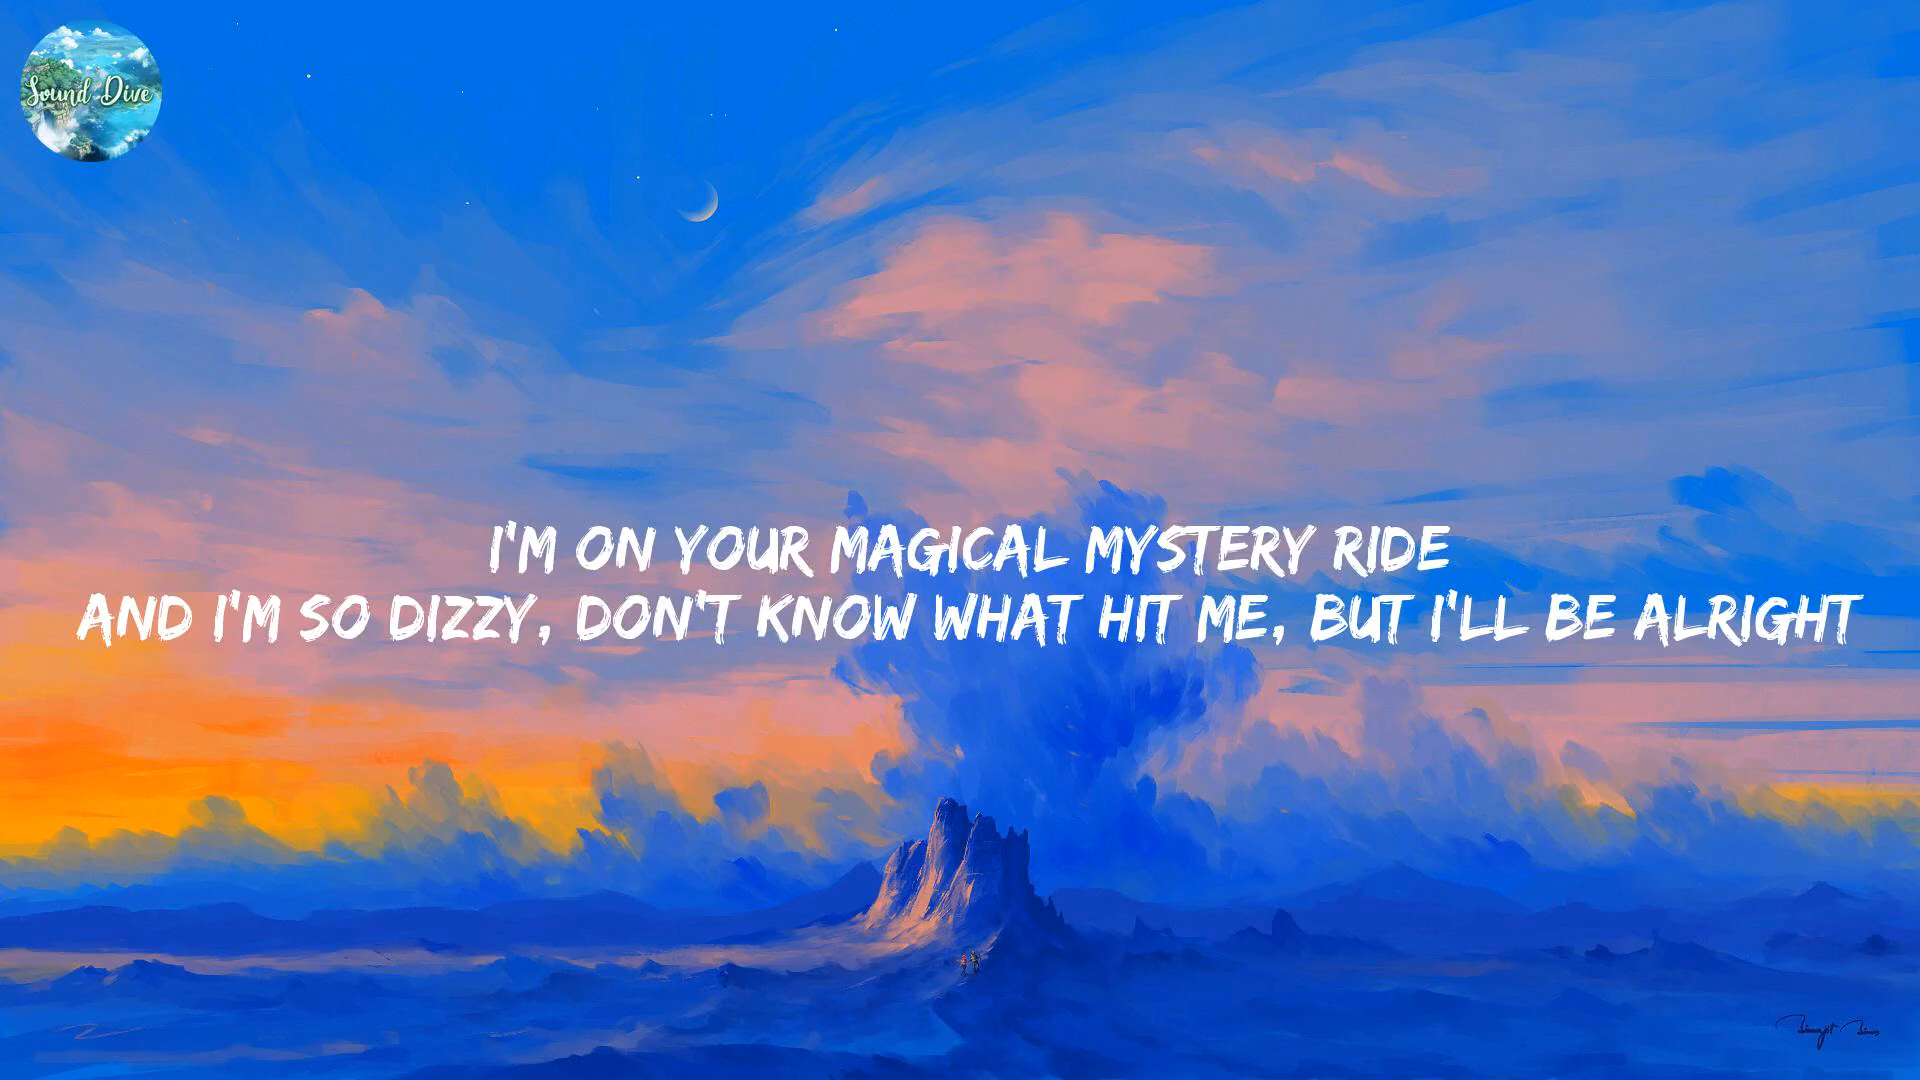 Sound Dive
I'M ON YOUR MAGICAL MYSTERY RIDE
AND I'M SO DIZZY, DON'T KNOW WHAT HIT ME, BUT I'LL BE ALRIGHT